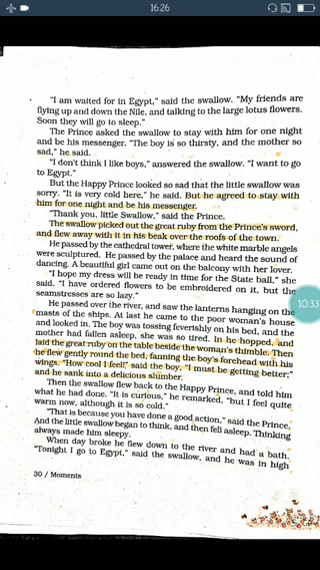 16:26
"I am waited for in Egypt," said the swallow. "My friends are
flying up and down the Nile, and talking to the large lotus flowers.
Soon they will go to sleep."
The Prince asked the swallow to stay with him for one night
and be his messenger. "The boy is so thirsty, and the mother so
sad," he said.
"I don't think I like boys," answered the swallow. "I want to go
to Egypt."
But the Happy Prince looked so sad that the little swallow was
sorry. "It is very cold here," he said. But he agreed to stay with
him for one night and be his messenger.
"Thank you, little Swallow," said the Prince.
The swallow picked out the great ruby from the Prince's sword,
and flew away with it in his beak over the roofs of the town.
He passed by the cathedral tower, where the white marble angels
were sculptured. He passed by the palace and heard the sound of
dancing. A beautiful girl came out on the balcony with her lover.
"I hope my dress will be ready in time for the State ball," she
said. "I have ordered flowers to be embroidered on it, but the
seamstresses are so lazy."
10:33
He passed over the river, and saw the lanterns hanging on the
masts of the ships. At last he came to the poor woman's house
and looked in. The boy was tossing feverishly on his bed, and the
mother had fallen asleep, she was so tired. In he hopped, and
laid the great ruby on the table beside the woman's thimble. Then
he flew gently round the bed, fanning the boy's forehead with his
wings. "How cool I feel!" said the boy, "I must be getting better;"
and he sank into a delicious slumber.
Then the swallow flew back to the Happy Prince, and told him
what he had done. "It is curious," he remarked, "but I feel quite
warm now, although it is so cold."
"That is because you have done a good action," said the Prince.
And the little swallow began to think, and then fell asleep. Thinking
always made him sleepy.
When day broke he flew down to the river and had a bath.
"Tonight I go to Egypt," said the swallow, and he was in high
30 / Moments